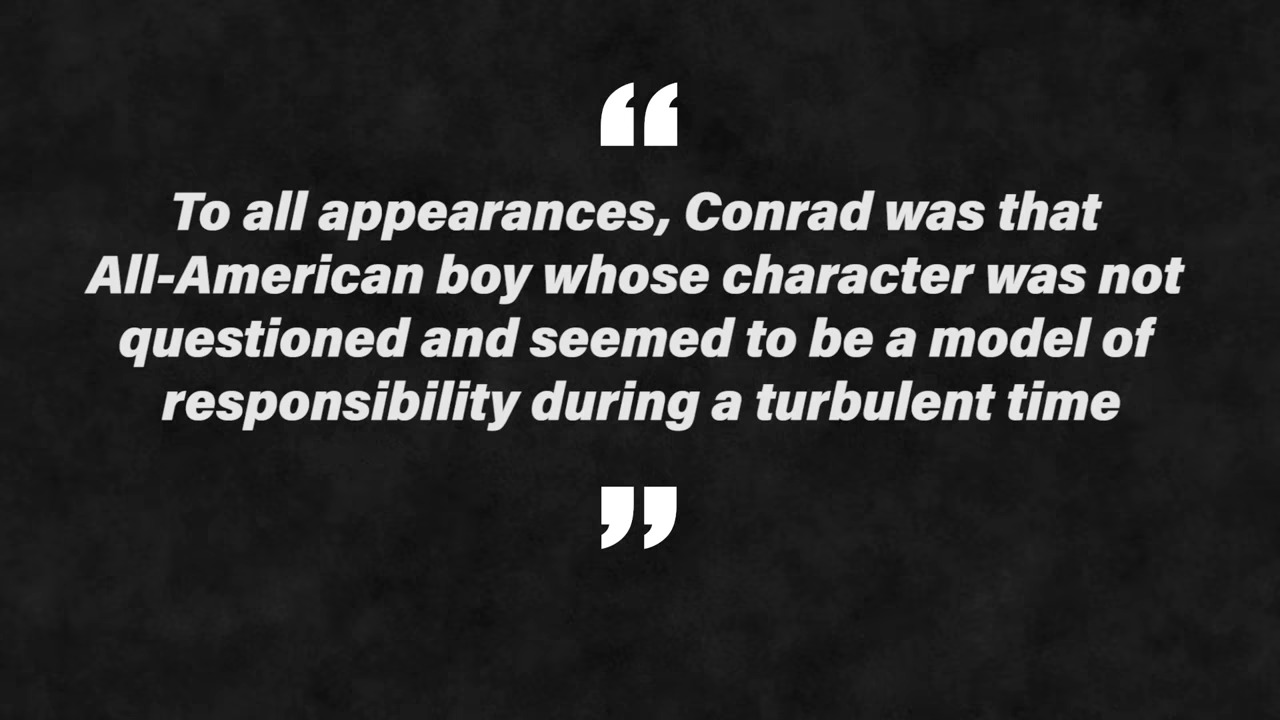 “
To all appearances, Conrad was that
All-American boy whose character was not
questioned and seemed to be a model of
responsibility during a turbulent time
”